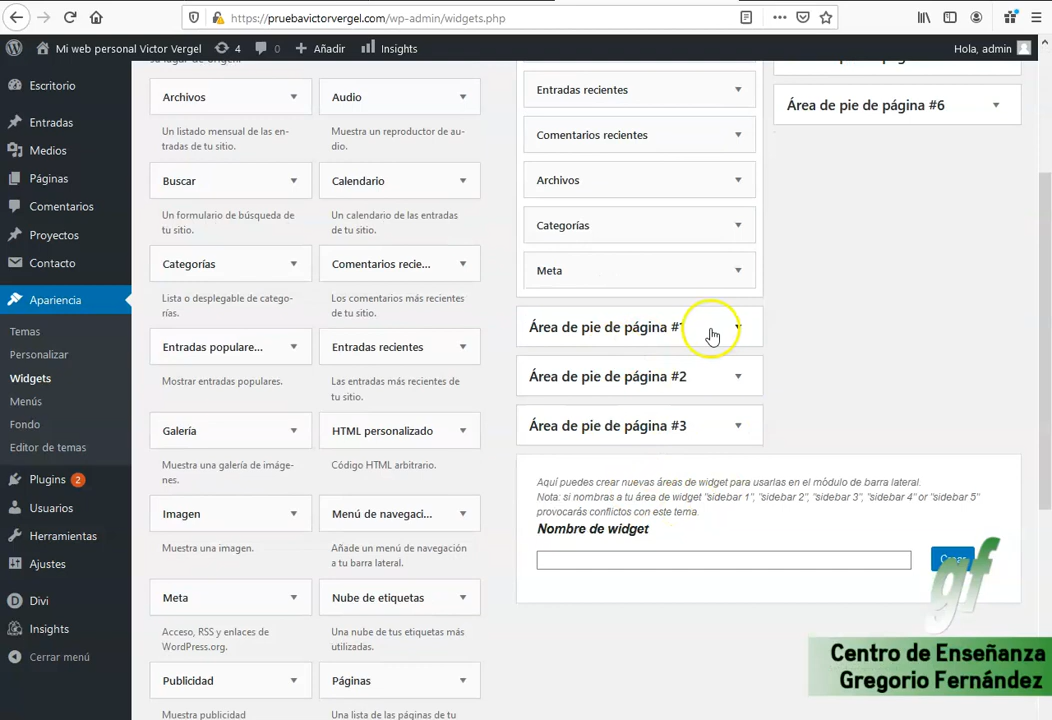 https://pruebavictorvergel.com/wp-admin/widgets.php
Mi web personal Victor Vergel
4
0
Añadir
Insights
Hola, admin
Escritorio
Entradas
Medios
Páginas
Comentarios
Proyectos
Contacto
Apariencia
Temas
Personalizar
Widgets
Menús
Fondo
Editor de temas
Plugins 2
Usuarios
Herramientas
Ajustes
Divi
Insights
Cerrar menú
Archivos
Un listado mensual de las en-
tradas de tu sitio.
Audio
Muestra un reproductor de au-
dio.
Buscar
Un formulario de búsqueda de
tu sitio.
Calendario
Un calendario de las entradas
de tu sitio.
Categorías
Lista o desplegable de catego-
rías.
Comentarios recie...
Los comentarios más recientes
de tu sitio.
Entradas populare...
Mostrar entradas populares.
Entradas recientes
Las entradas más recientes de
tu sitio.
Galería
Muestra una galería de imáge-
nes.
HTML personalizado
Código HTML arbitrario.
Imagen
Muestra una imagen.
Menú de navegaci...
Añade un menú de navegación
a tu barra lateral.
Meta
Acceso, RSS y enlaces de
WordPress.org.
Nube de etiquetas
Una nube de tus etiquetas más
utilizadas.
Publicidad
Muestra publicidad
Páginas
Una lista de las páginas de tu
Entradas recientes
Comentarios recientes
Archivos
Categorías
Meta
Área de pie de página #1
Área de pie de página #2
Área de pie de página #3
Área de pie de página #6
Aquí puedes crear nuevas áreas de widget para usarlas en el módulo de barra lateral.
Nota: si nombras a tu área de widget "sidebar 1", "sidebar 2", "sidebar 3", "sidebar 4" or "sidebar 5"
provocarás conflictos con este tema.
Nombre de widget
gf
Centro de Enseñanza
Gregorio Fernández